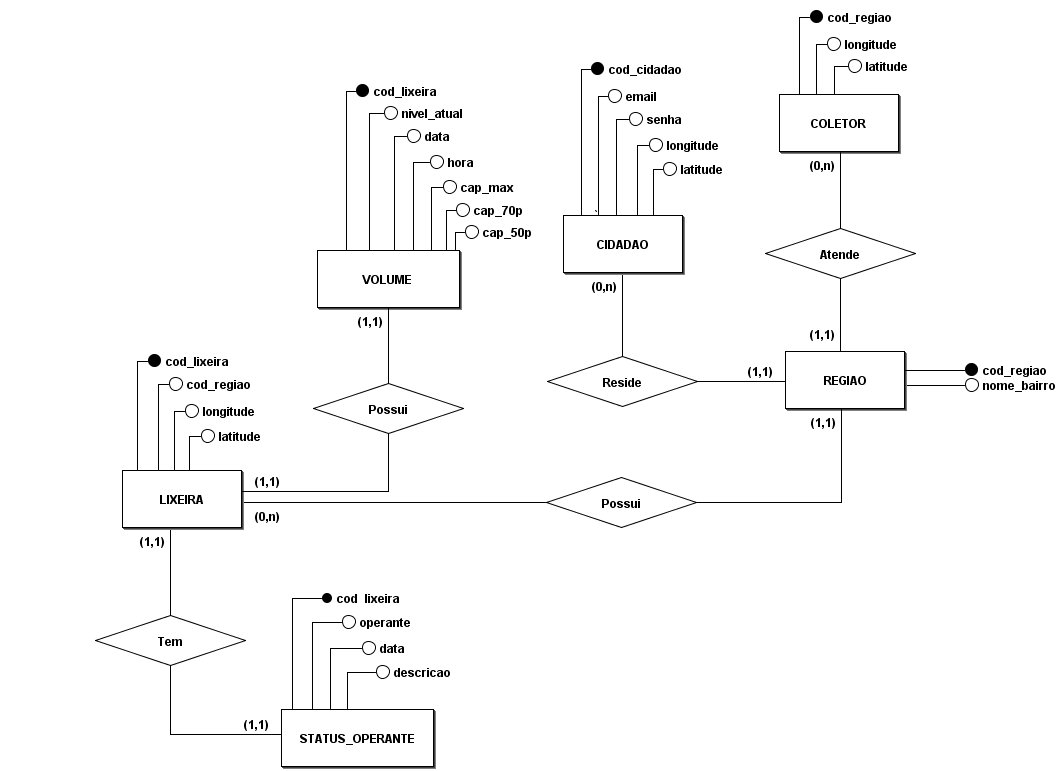 cod_regiao
longitude
latitude
COLETOR
(0,n)
Atende
(1,1)
cod_cidadao
email
senha
longitude
latitude
CIDADAO
(0,n)
Reside
(1,1)
REGIAO
cod_regiao
nome_bairro
(1,1)
cod_lixeira
nivel_atual
data
hora
cap_max
cap_70p
cap_50p
VOLUME
(1,1)
Possui
(1,1)
cod_lixeira
cod_regiao
longitude
latitude
LIXEIRA
(0,n)
Possui
(1,1)
Tem
(1,1)
cod_lixeira
operante
data
descricao
STATUS_OPERANTE